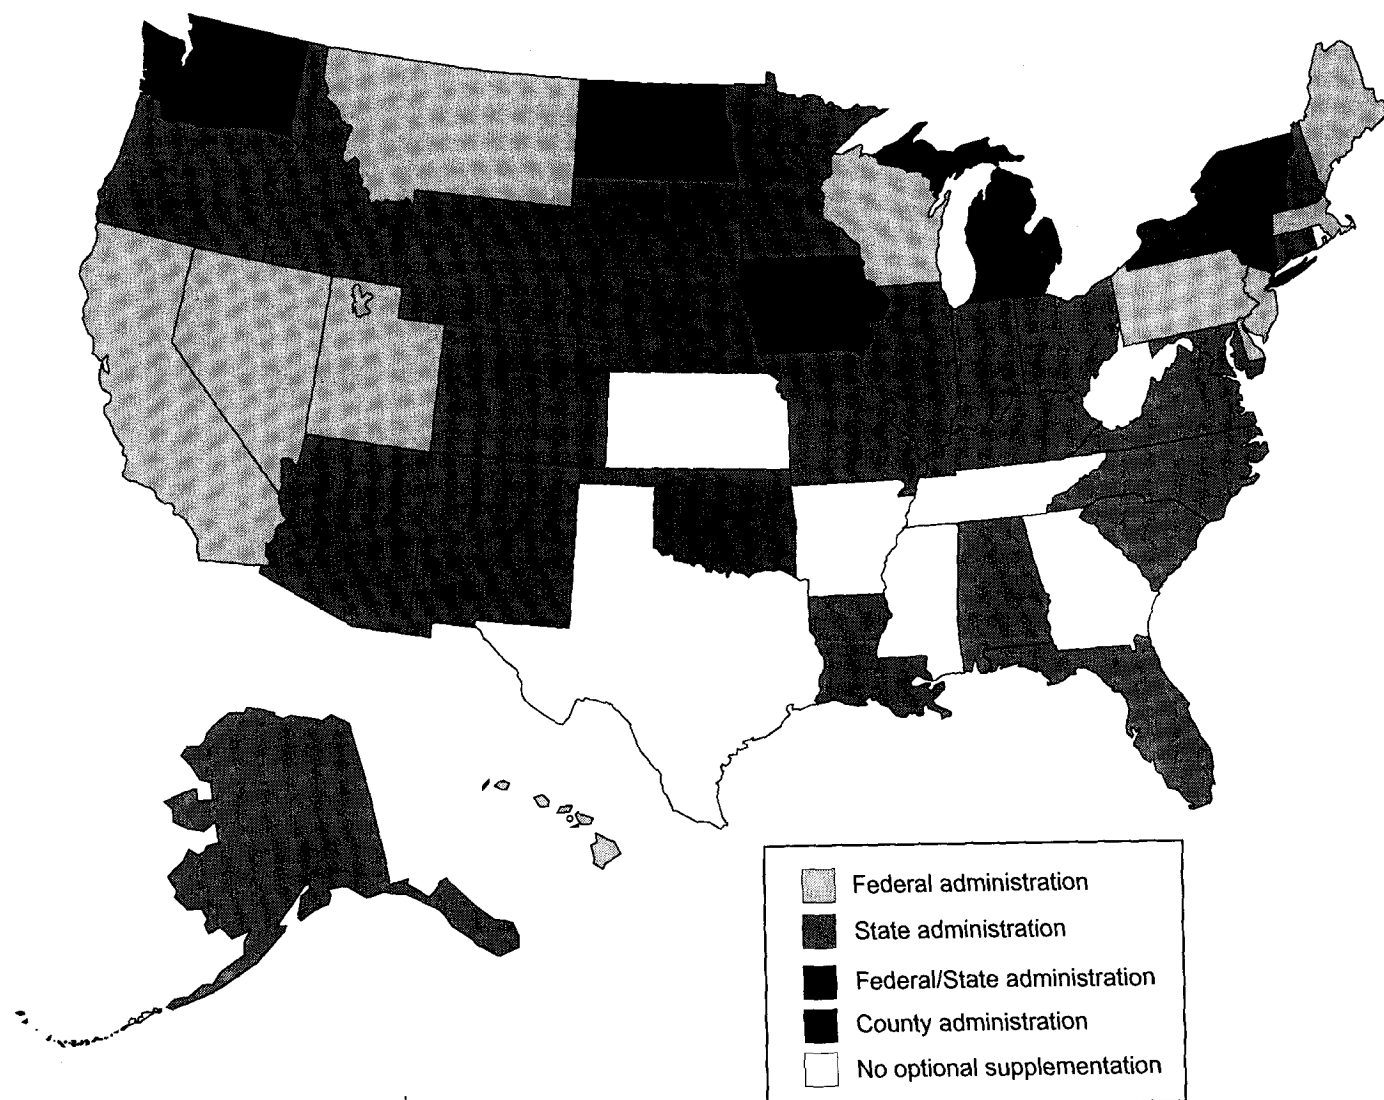 Federal administration
State administration
Federal/State administration
County administration
No optional supplementation